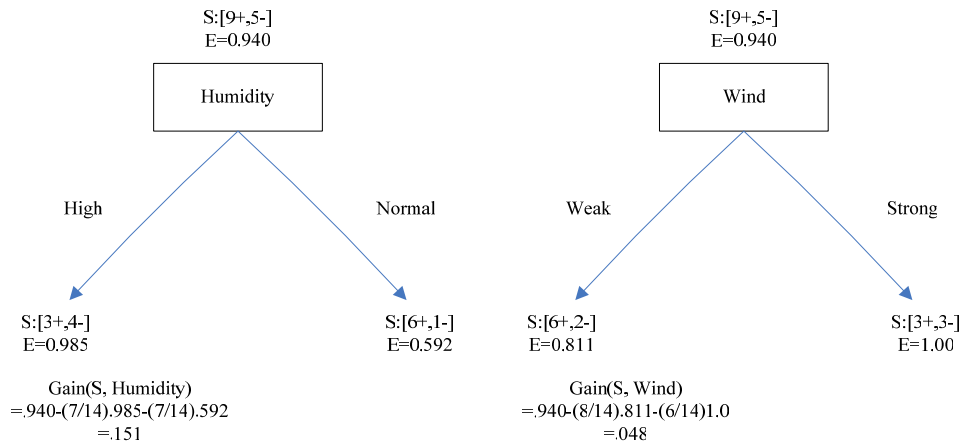 S:[9+,5-]
E=0.940
Humidity
High
Normal
S:[3+,4-]
E=0.985
S:[6+,1-]
E=0.592
Gain(S, Humidity)
=.940-(7/14).985-(7/14).592
=.151
S:[9+,5-]
E=0.940
Wind
Weak
Strong
S:[6+,2-]
E=0.811
S:[3+,3-]
E=1.00
Gain(S, Wind)
=.940-(8/14).811-(6/14)1.0
=.048